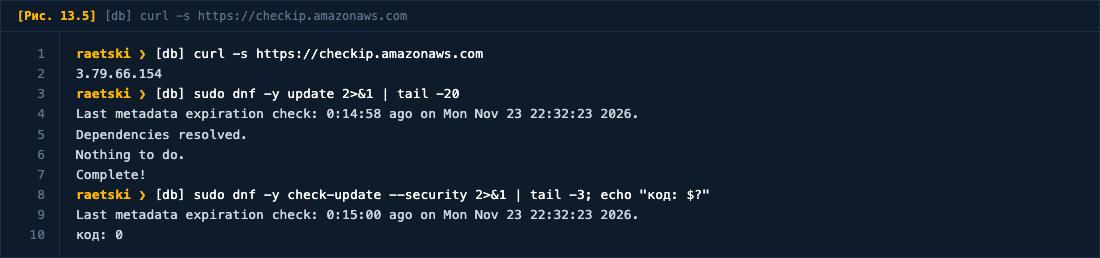 [Рис. 13.5] [db] curl -s https://checkip.amazonaws.com
1 raetski ❯ [db] curl -s https://checkip.amazonaws.com
2 3.79.66.154
3 raetski ❯ [db] sudo dnf -y update 2>&1 | tail -20
4 Last metadata expiration check: 0:14:58 ago on Mon Nov 23 22:32:23 2026.
5 Dependencies resolved.
6 Nothing to do.
7 Complete!
8 raetski ❯ [db] sudo dnf -y check-update --security 2>&1 | tail -3; echo "код: $?"
9 Last metadata expiration check: 0:15:00 ago on Mon Nov 23 22:32:23 2026.
10 код: 0